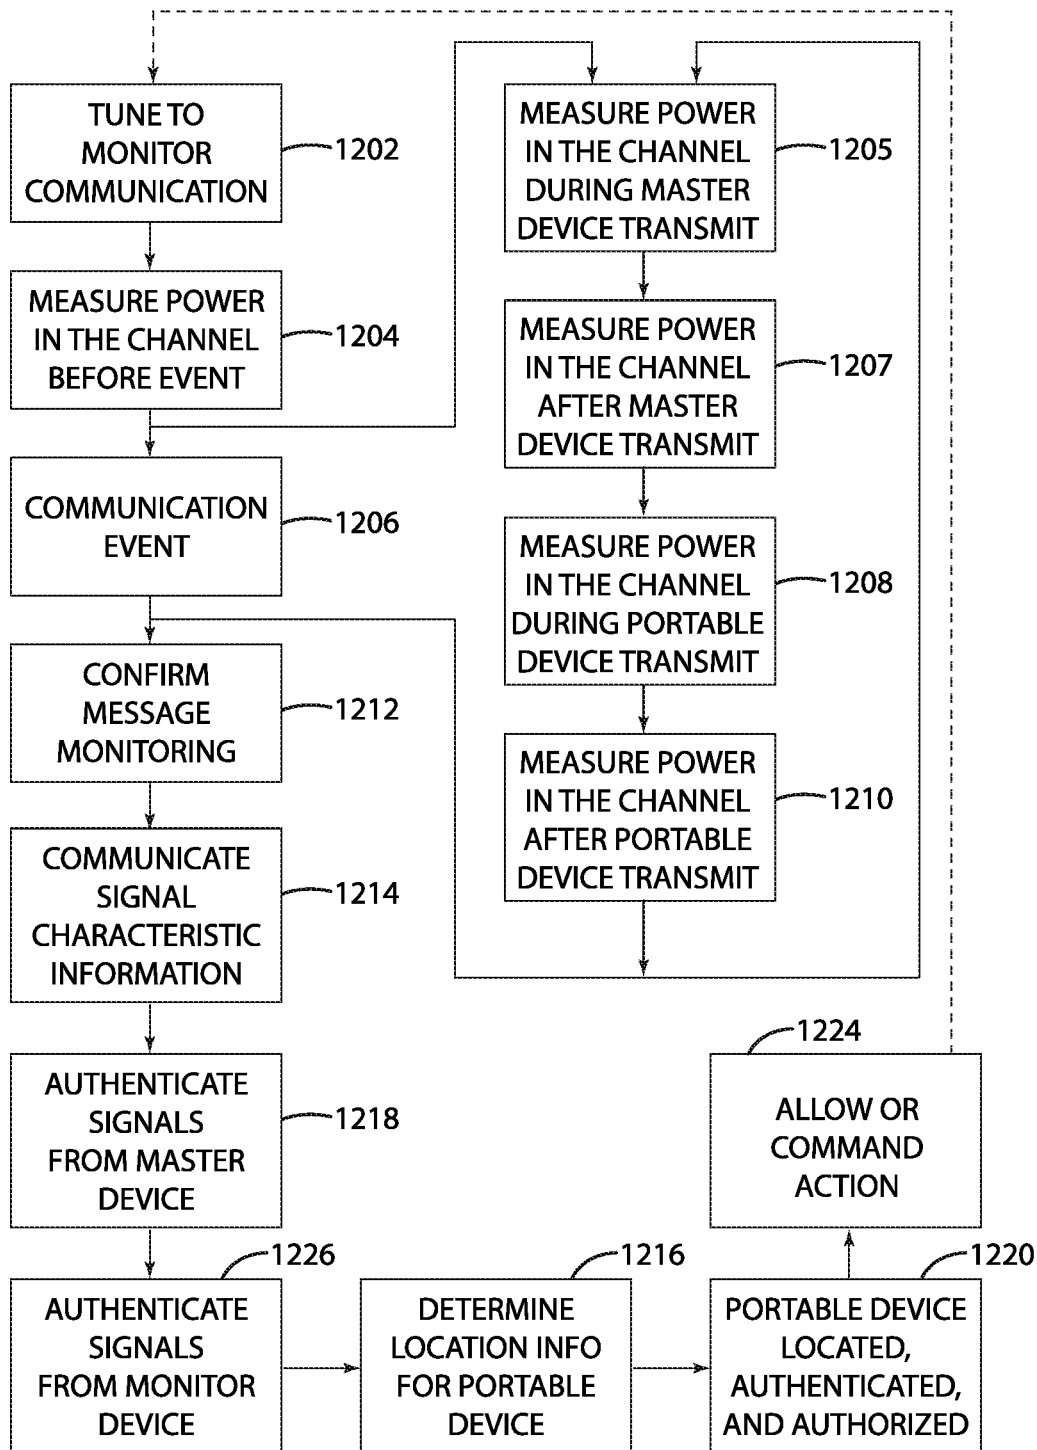 TUNE TO
MONITOR
COMMUNICATION
1202
MEASURE POWER
IN THE CHANNEL
BEFORE EVENT
1204
COMMUNICATION
EVENT
1206
CONFIRM
MESSAGE
MONITORING
1212
COMMUNICATE
SIGNAL
CHARACTERISTIC
INFORMATION
1214
AUTHENTICATE
SIGNALS
FROM MASTER
DEVICE
1218
AUTHENTICATE
SIGNALS
FROM MONITOR
DEVICE
1226
MEASURE POWER
IN THE CHANNEL
DURING MASTER
DEVICE TRANSMIT
1205
MEASURE POWER
IN THE CHANNEL
AFTER MASTER
DEVICE TRANSMIT
1207
MEASURE POWER
IN THE CHANNEL
DURING PORTABLE
DEVICE TRANSMIT
1208
MEASURE POWER
IN THE CHANNEL
AFTER PORTABLE
DEVICE TRANSMIT
1210
DETERMINE
LOCATION INFO
FOR PORTABLE
DEVICE
1216
PORTABLE DEVICE
LOCATED,
AUTHENTICATED,
AND AUTHORIZED
1220
ALLOW OR
COMMAND
ACTION
1224